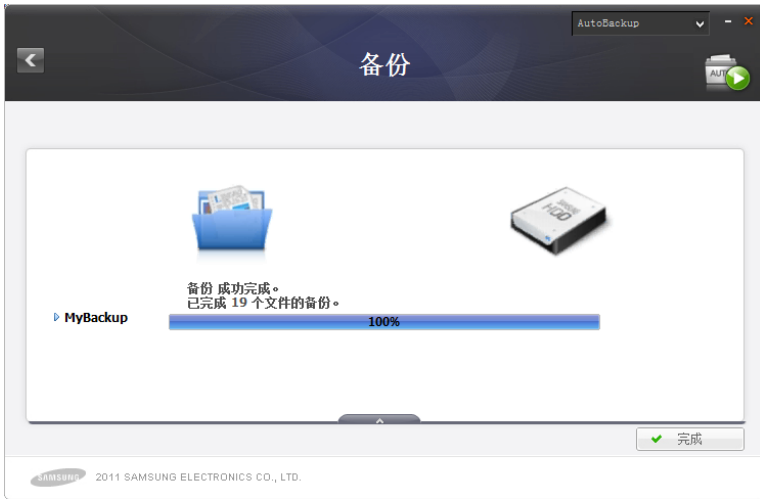 AutoBackup
备份
AUTO
SAMSUNG
HDD
备份 成功完成。
已完成 19 个文件的备份。
MyBackup
100%
完成
SAMSUNG 2011 SAMSUNG ELECTRONICS CO., LTD.